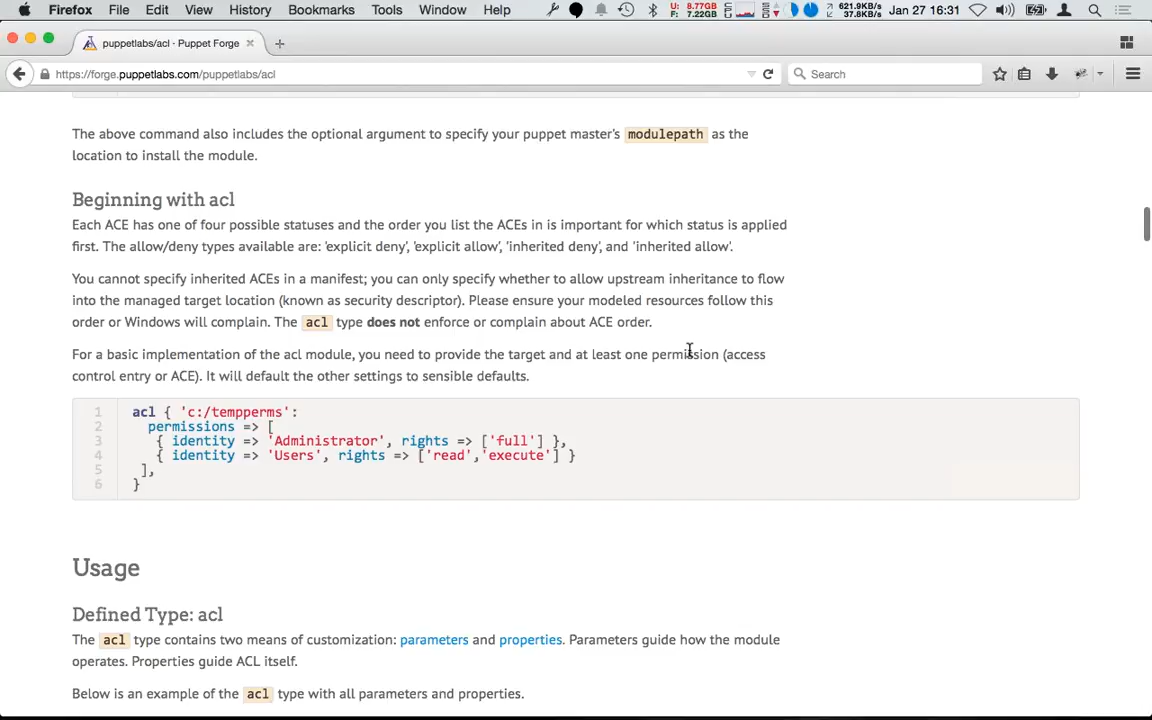 Firefox File Edit View History Bookmarks Tools Window Help U: 8.77GB F: 7.22GB 621.9KB/s 37.8KB/s Jan 27 16:31
puppetlabs/acl · Puppet Forge
https://forge.puppetlabs.com/puppetlabs/acl Search
The above command also includes the optional argument to specify your puppet master's modulepath as the
location to install the module.
Beginning with acl
Each ACE has one of four possible statuses and the order you list the ACEs in is important for which status is applied
first. The allow/deny types available are: 'explicit deny', 'explicit allow', 'inherited deny', and 'inherited allow'.
You cannot specify inherited ACEs in a manifest; you can only specify whether to allow upstream inheritance to flow
into the managed target location (known as security descriptor). Please ensure your modeled resources follow this
order or Windows will complain. The acl type does not enforce or complain about ACE order.
For a basic implementation of the acl module, you need to provide the target and at least one permission (access
control entry or ACE). It will default the other settings to sensible defaults.
1 acl { 'c:/tempperms':
2 permissions => [
3 { identity => 'Administrator', rights => ['full'] },
4 { identity => 'Users', rights => ['read','execute'] }
5 ],
6 }
Usage
Defined Type: acl
The acl type contains two means of customization: parameters and properties. Parameters guide how the module
operates. Properties guide ACL itself.
Below is an example of the acl type with all parameters and properties.